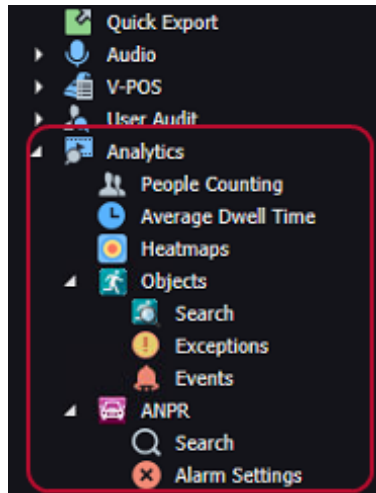 Quick Export
Audio
V-POS
User Audit
Analytics
People Counting
Average Dwell Time
Heatmaps
Objects
Search
Exceptions
Events
ANPR
Search
Alarm Settings